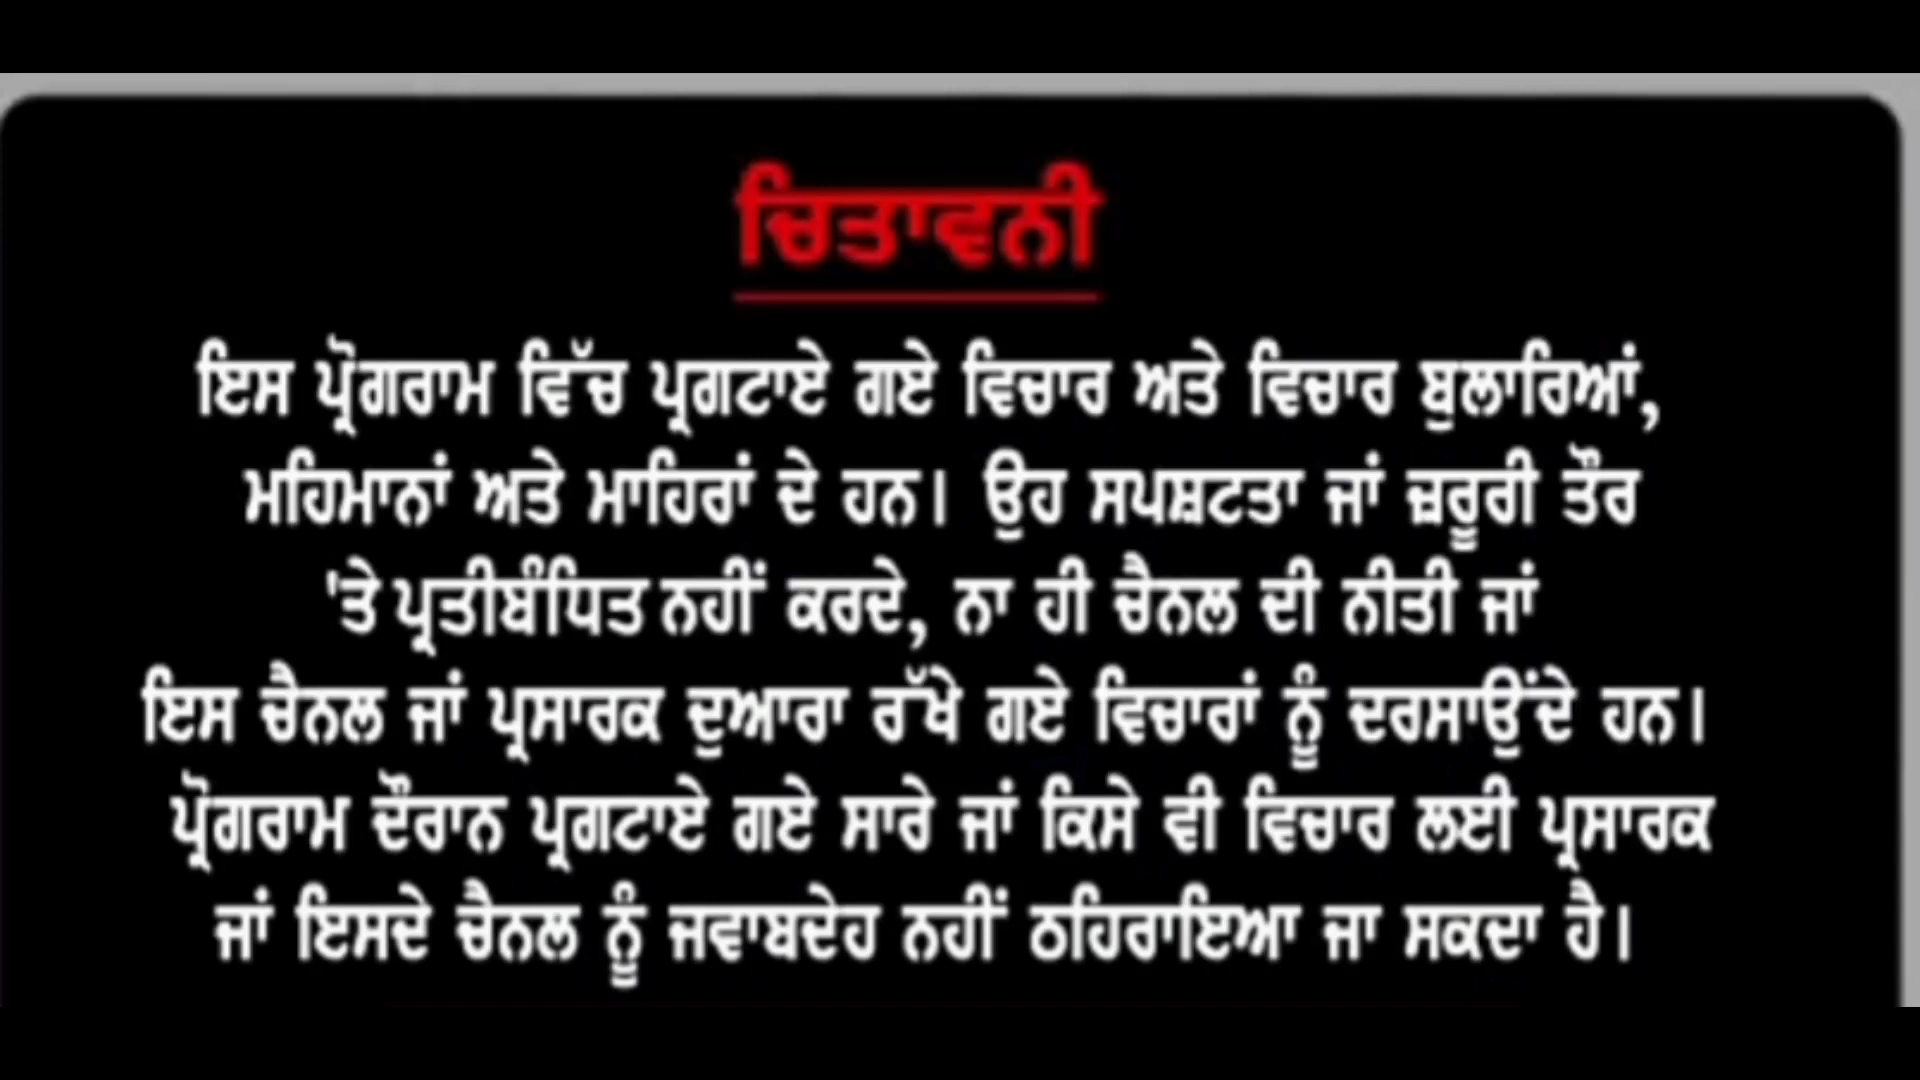 ਚਿਤਾਵਨੀ
ਇਸ ਪ੍ਰੋਗਰਾਮ ਵਿੱਚ ਪ੍ਰਗਟਾਏ ਗਏ ਵਿਚਾਰ ਅਤੇ ਵਿਚਾਰ ਬੁਲਾਰਿਆਂ,
ਮਹਿਮਾਨਾਂ ਅਤੇ ਮਾਹਿਰਾਂ ਦੇ ਹਨ। ਉਹ ਸਪਸ਼ਟਤਾ ਜਾਂ ਜ਼ਰੂਰੀ ਤੌਰ
'ਤੇ ਪ੍ਰਤੀਬੰਧਿਤ ਨਹੀਂ ਕਰਦੇ, ਨਾ ਹੀ ਚੈਨਲ ਦੀ ਨੀਤੀ ਜਾਂ
ਇਸ ਚੈਨਲ ਜਾਂ ਪ੍ਰਸਾਰਕ ਦੁਆਰਾ ਰੱਖੇ ਗਏ ਵਿਚਾਰਾਂ ਨੂੰ ਦਰਸਾਉਂਦੇ ਹਨ।
ਪ੍ਰੋਗਰਾਮ ਦੌਰਾਨ ਪ੍ਰਗਟਾਏ ਗਏ ਸਾਰੇ ਜਾਂ ਕਿਸੇ ਵੀ ਵਿਚਾਰ ਲਈ ਪ੍ਰਸਾਰਕ
ਜਾਂ ਇਸਦੇ ਚੈਨਲ ਨੂੰ ਜਵਾਬਦੇਹ ਨਹੀਂ ਠਹਿਰਾਇਆ ਜਾ ਸਕਦਾ ਹੈ।